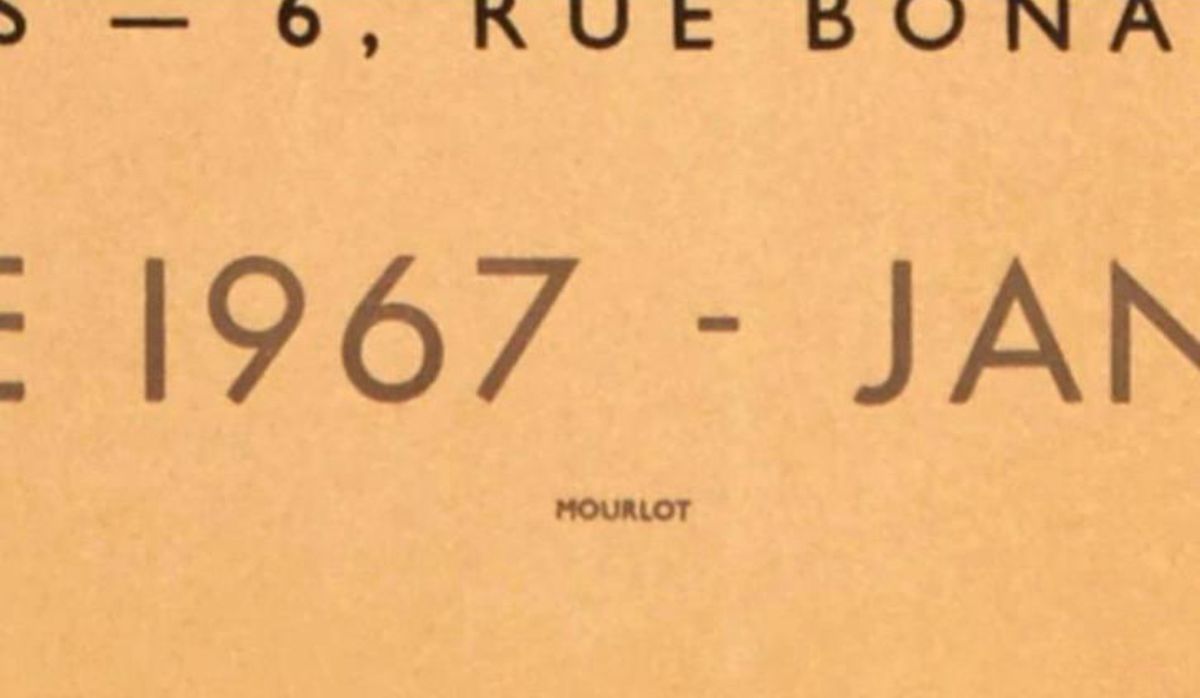 S — 6, RUE BONA
E 1967 - JAN
MOURLOT